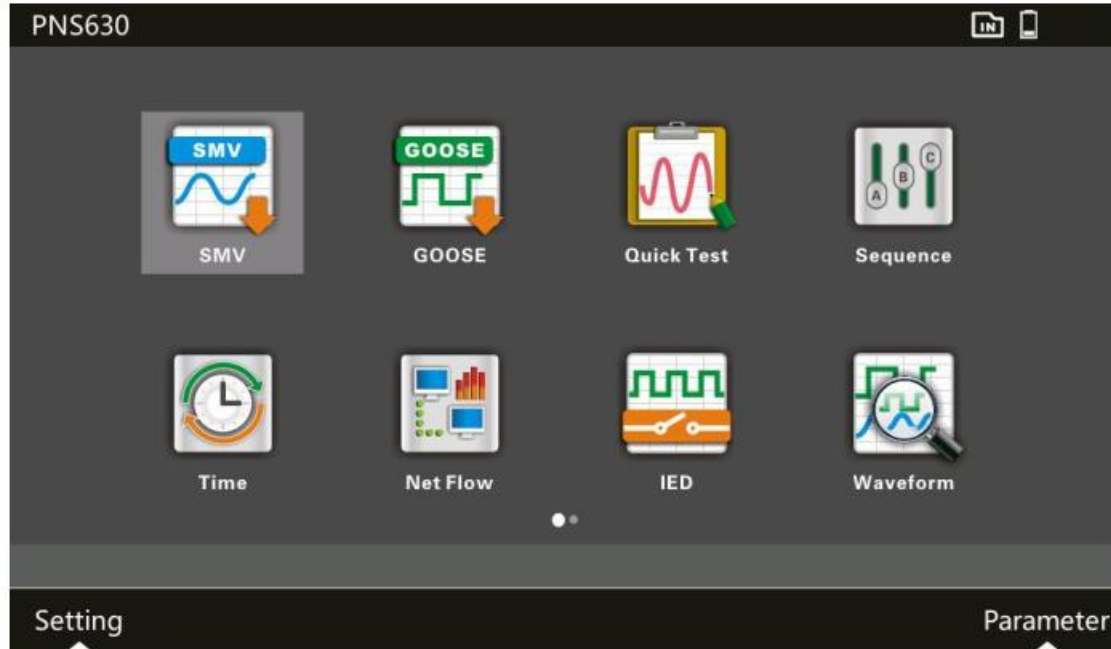 PNS630
IN
SMV
GOOSE
A
B
C
SMV
GOOSE
Quick Test
Sequence
Time
Net Flow
IED
Waveform
Setting
Parameter